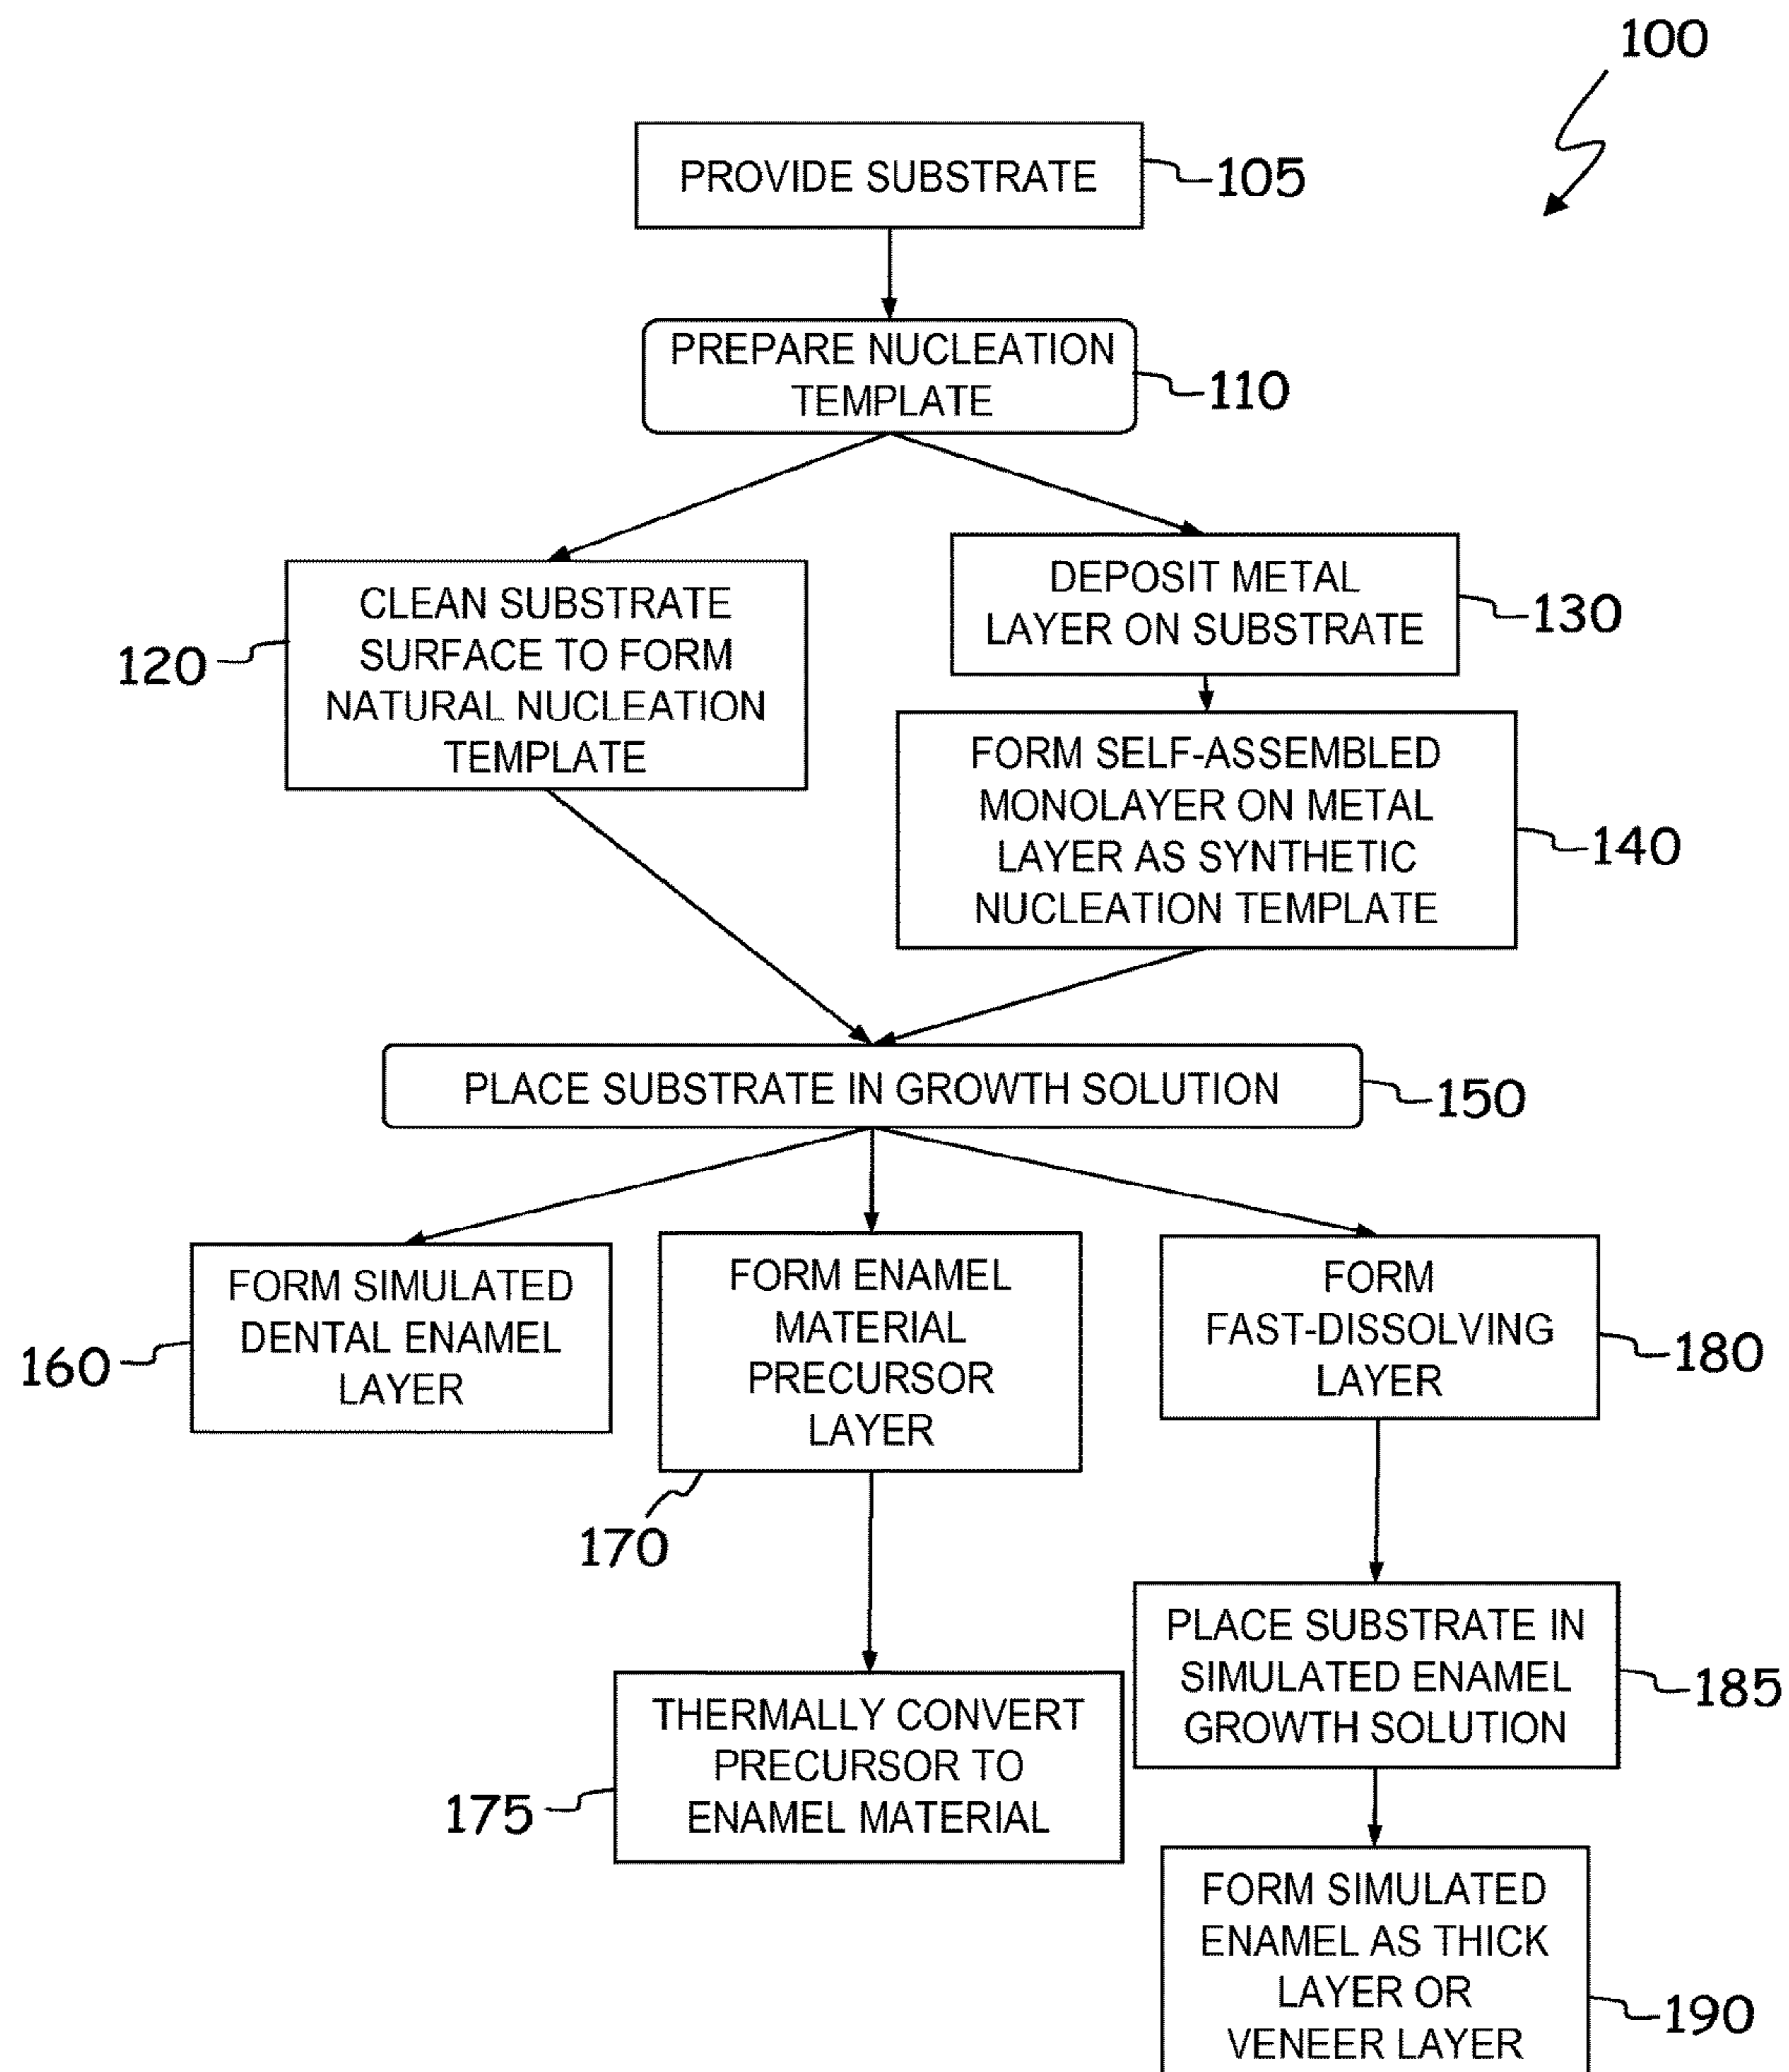 100
PROVIDE SUBSTRATE
105
PREPARE NUCLEATION
TEMPLATE
110
CLEAN SUBSTRATE
SURFACE TO FORM
NATURAL NUCLEATION
TEMPLATE
120
DEPOSIT METAL
LAYER ON SUBSTRATE
130
FORM SELF-ASSEMBLED
MONOLAYER ON METAL
LAYER AS SYNTHETIC
NUCLEATION TEMPLATE
140
PLACE SUBSTRATE IN GROWTH SOLUTION
150
FORM SIMULATED
DENTAL ENAMEL
LAYER
160
FORM ENAMEL
MATERIAL
PRECURSOR
LAYER
170
FORM
FAST-DISSOLVING
LAYER
180
THERMALLY CONVERT
PRECURSOR TO
ENAMEL MATERIAL
175
PLACE SUBSTRATE IN
SIMULATED ENAMEL
GROWTH SOLUTION
185
FORM SIMULATED
ENAMEL AS THICK
LAYER OR
VENEER LAYER
190